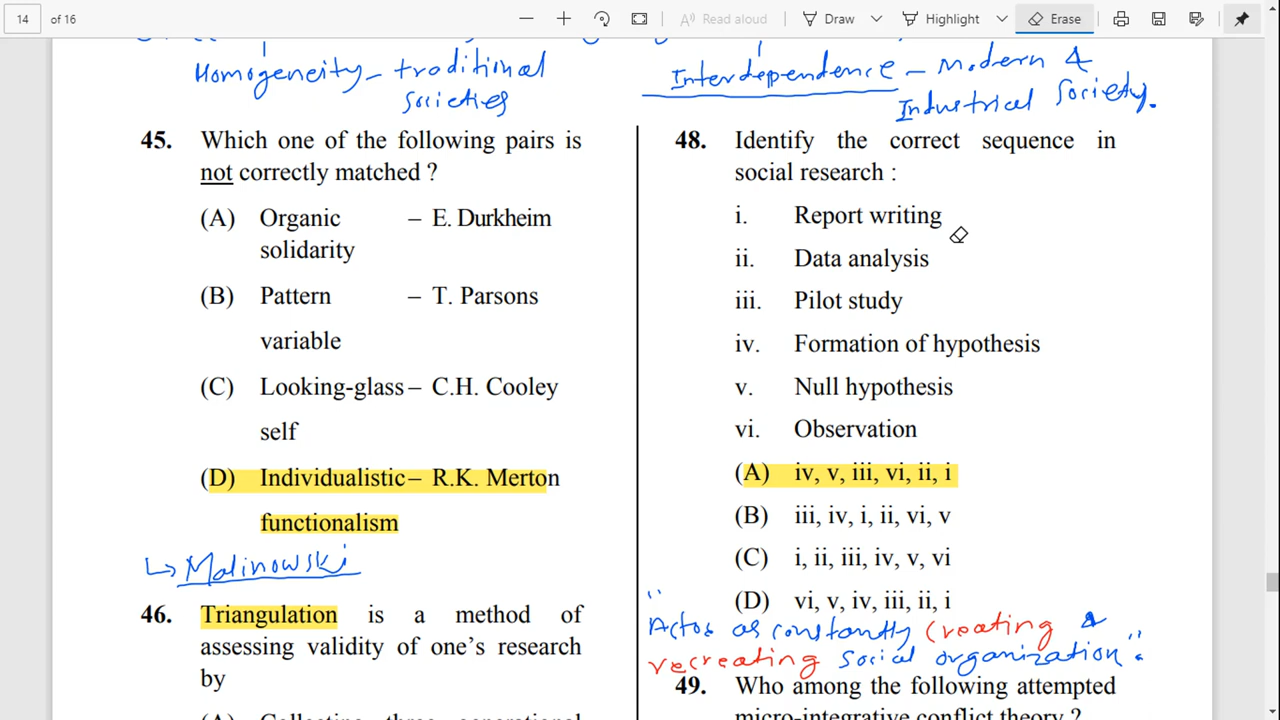 14 of 16
Read aloud
Draw
Highlight
Erase
Homogeneity - traditional
societies
Interdependence - Modern &
Industrial Society.
45. Which one of the following pairs is
not correctly matched ?
(A) Organic – E. Durkheim
solidarity
(B) Pattern – T. Parsons
variable
(C) Looking-glass – C.H. Cooley
self
(D) Individualistic – R.K. Merton
functionalism
↳ Malinowski
46. Triangulation is a method of
assessing validity of one's research
by
48. Identify the correct sequence in
social research :
i. Report writing
ii. Data analysis
iii. Pilot study
iv. Formation of hypothesis
v. Null hypothesis
vi. Observation
(A) iv, v, iii, vi, ii, i
(B) iii, iv, i, ii, vi, v
(C) i, ii, iii, iv, v, vi
(D) vi, v, iv, iii, ii, i
"Actos as constantly creating &
recreating social organization".
49. Who among the following attempted
micro-integrative conflict theory ?